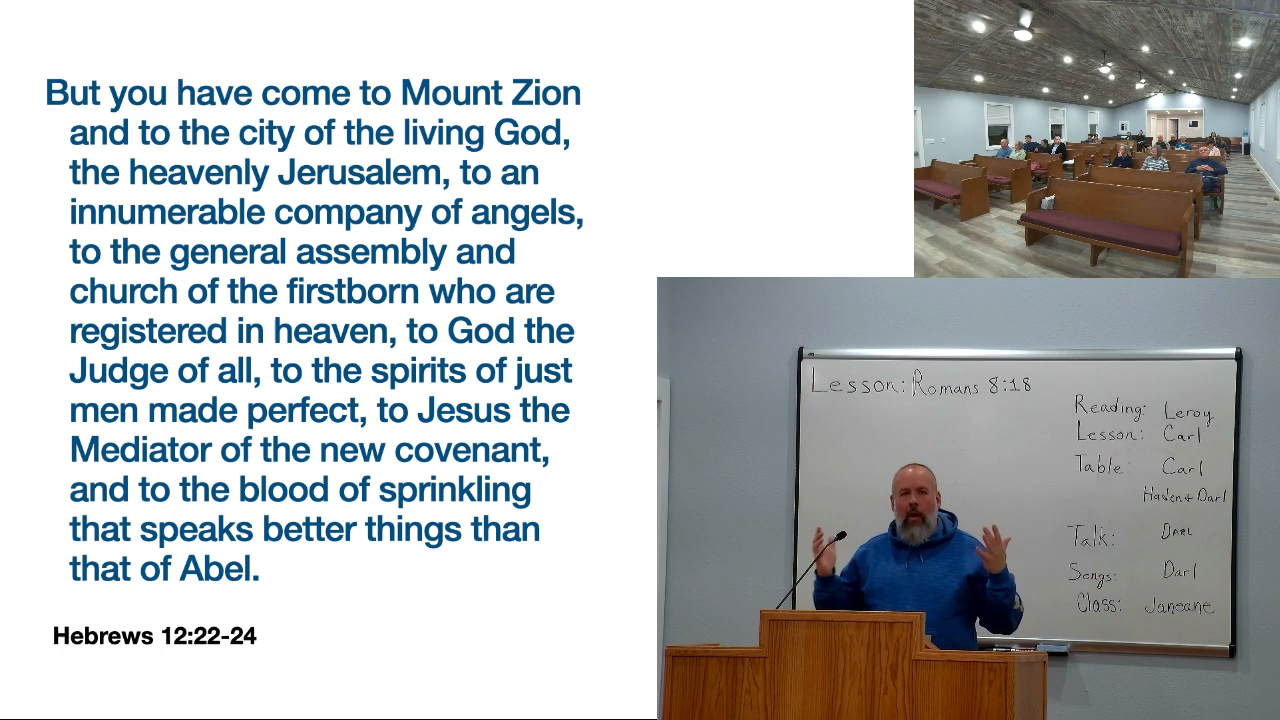 But you have come to Mount Zion
and to the city of the living God,
the heavenly Jerusalem, to an
innumerable company of angels,
to the general assembly and
church of the firstborn who are
registered in heaven, to God the
Judge of all, to the spirits of just
men made perfect, to Jesus the
Mediator of the new covenant,
and to the blood of sprinkling
that speaks better things than
that of Abel.
Hebrews 12:22-24
Lesson: Romans 8:18
Reading: Leroy
Lesson: Carl
Table: Carl
Darl
Talk: Darl
Songs: Darl
Class: Janeane